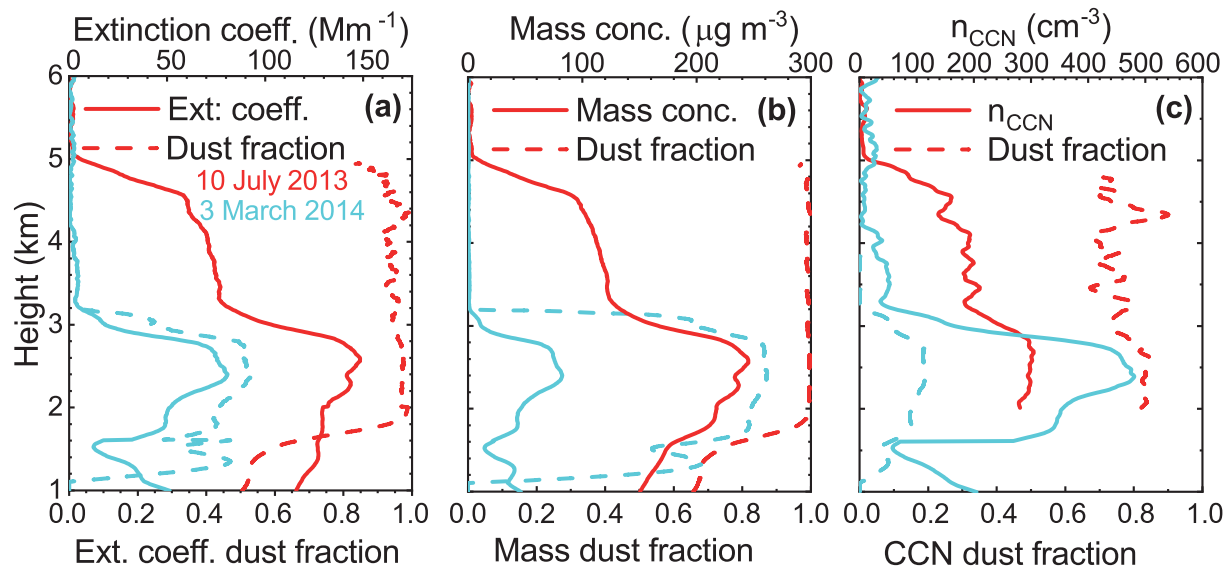 Extinction coeff. (Mm-1)
Mass conc. (μg m-3)
nCCN (cm-3)
0 50 100 150
0 100 200 300
0 100 200 300 400 500 600
6
5
4
3
2
1
Height (km)
Ext: coeff.
(a)
Dust fraction
10 July 2013
3 March 2014
Mass conc.
(b)
Dust fraction
nCCN
(c)
Dust fraction
0.0 0.2 0.4 0.6 0.8 1.0
0.0 0.2 0.4 0.6 0.8 1.0
0.0 0.2 0.4 0.6 0.8 1.0
Ext. coeff. dust fraction
Mass dust fraction
CCN dust fraction